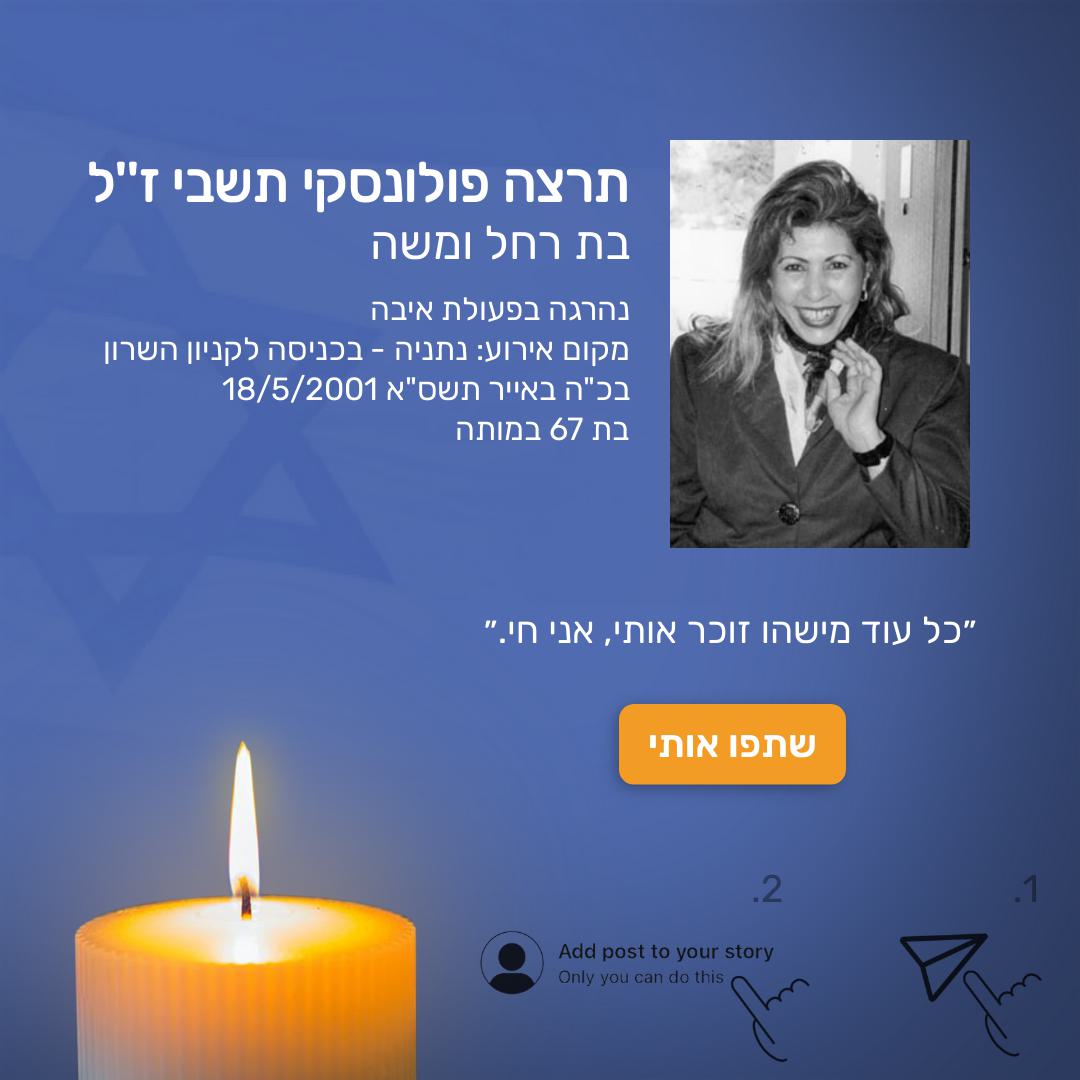 תרצה פולונסקי תשבי ז"ל
בת רחל ומשה
נהרגה בפעולת איבה
מקום אירוע: נתניה - בכניסה לקניון השרון
בכ"ה באייר תשס"א 18/5/2001
בת 67 במותה
״כל עוד מישהו זוכר אותי, אני חי.״
שתפו אותי
1.
2.
Add post to your story
Only you can do this